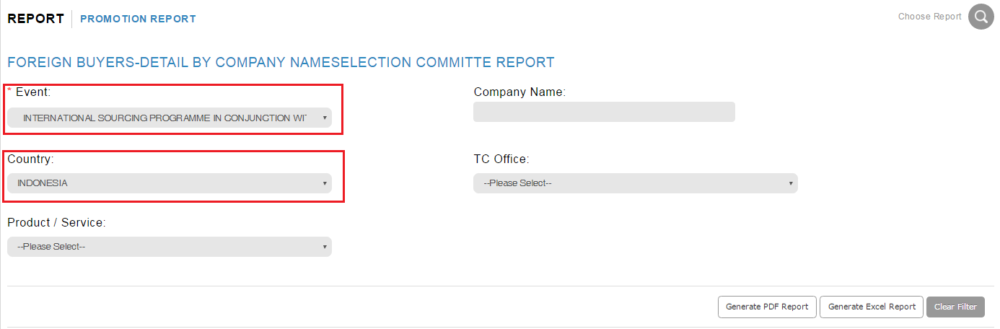 REPORT PROMOTION REPORT Choose Report
FOREIGN BUYERS-DETAIL BY COMPANY NAMESELECTION COMMITTE REPORT
* Event: Company Name:
INTERNATIONAL SOURCING PROGRAMME IN CONJUNCTION WIT
Country: TC Office:
INDONESIA --Please Select--
Product / Service:
--Please Select--
Generate PDF Report Generate Excel Report Clear Filter